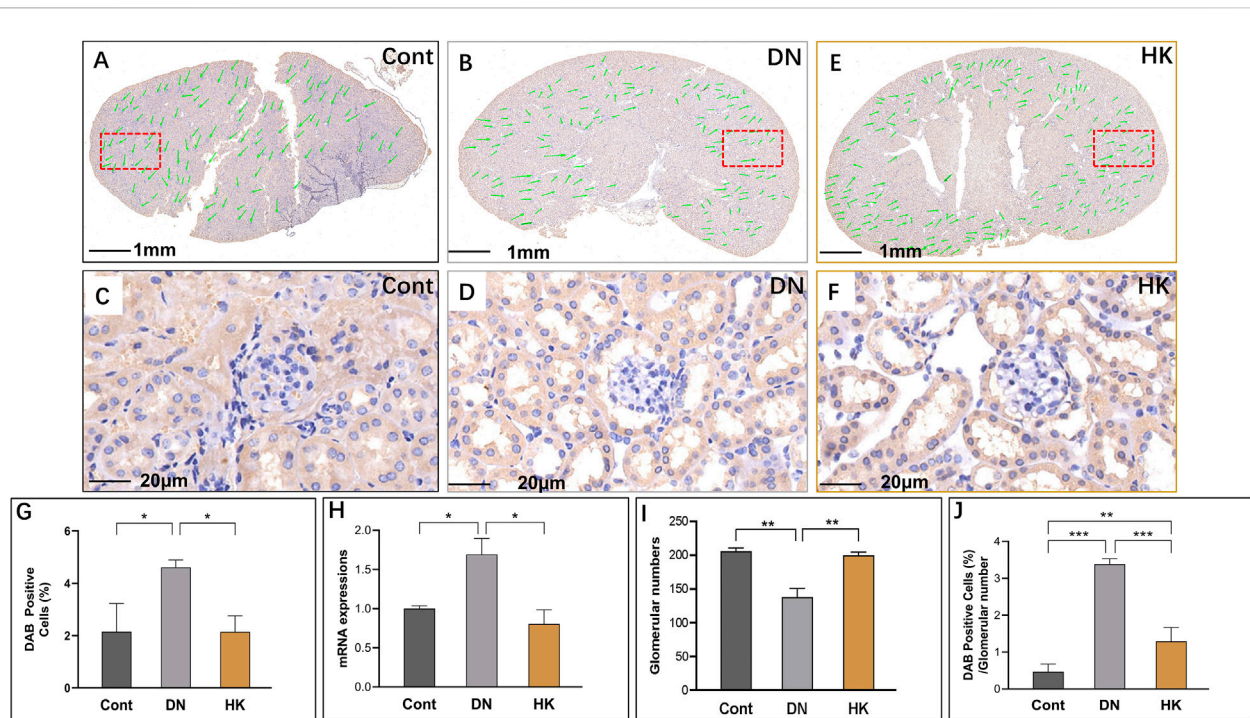 A
Cont
B
DN
E
HK
1mm
1mm
1mm
C
Cont
D
DN
F
HK
20μm
20μm
20μm
G
DAB Positive
Cells (%)
6
4
2
0
*
*
Cont
DN
HK
H
mRNA expressions
2.0
1.5
1.0
0.5
0.0
*
*
Cont
DN
HK
I
Glomerular numbers
250
200
150
100
50
0
**
**
Cont
DN
HK
J
DAB Positive Cells (%)
/Glomerular number
4
3
2
1
0
**
***
***
Cont
DN
HK